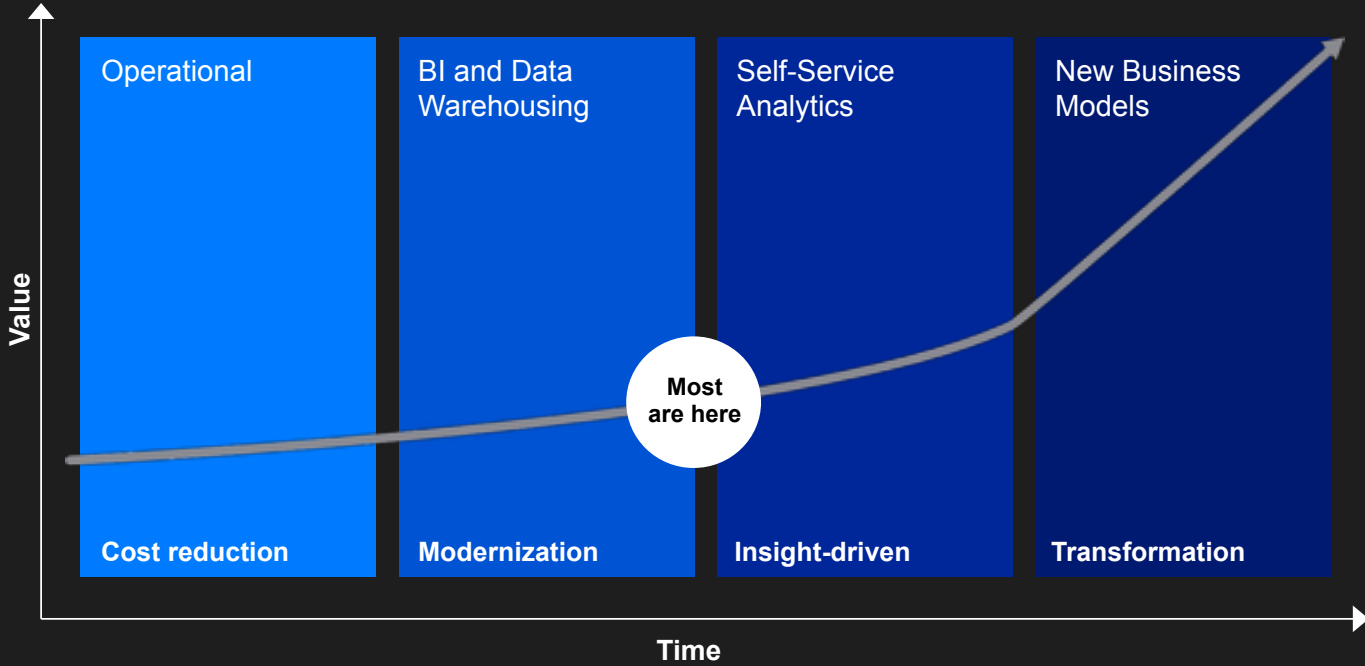 Operational
BI and Data
Warehousing
Self-Service
Analytics
New Business
Models
Value
Most
are here
Cost reduction
Modernization
Insight-driven
Transformation
Time